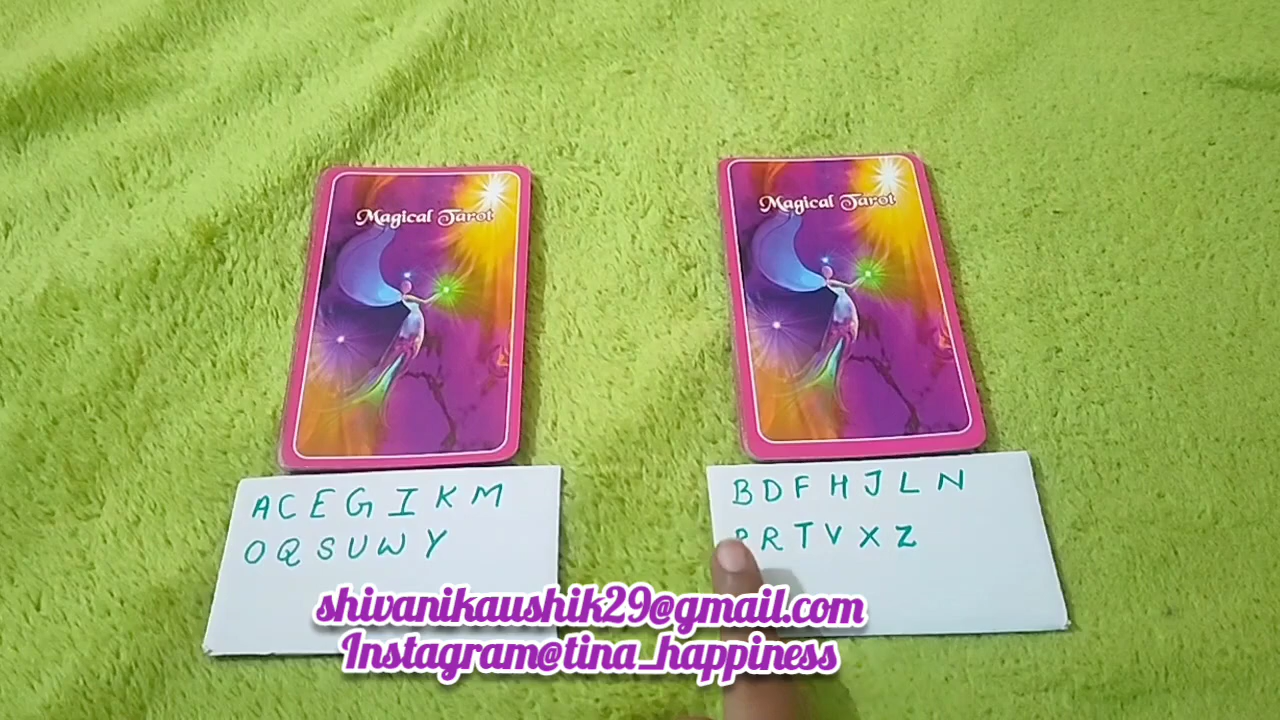 Magical Tarot
Magical Tarot
A C E G I K M
O Q S U W Y
B D F H J L N
P R T V X Z
shivanikaushik29@gmail.com
Instagram@tina_happiness